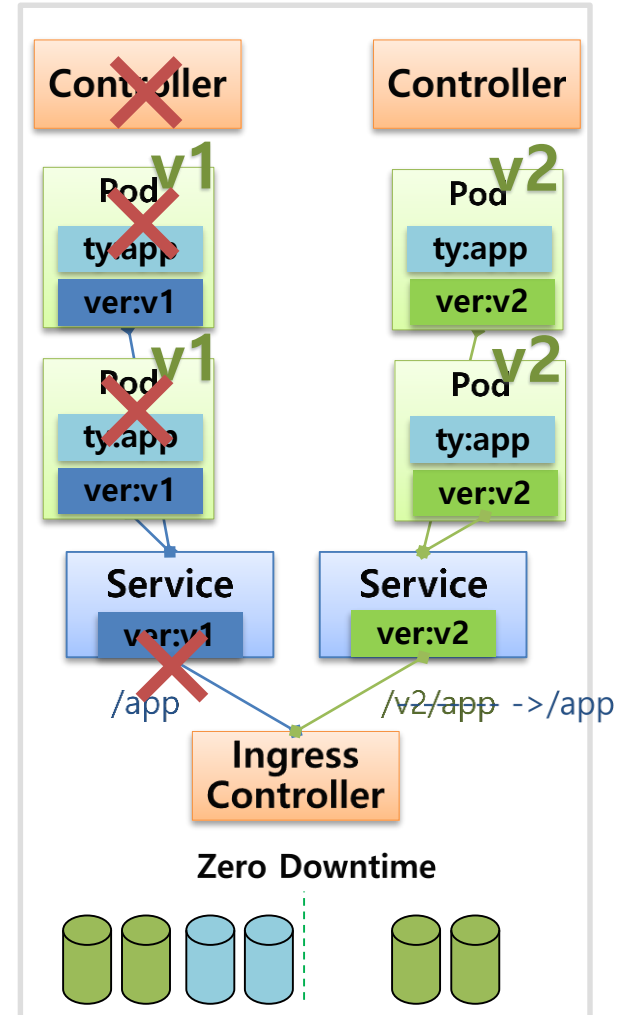 Controller
Controller
v1
Pod
ty:app
ver:v1
v2
Pod
ty:app
ver:v2
v1
Pod
ty:app
ver:v1
v2
Pod
ty:app
ver:v2
Service
ver:v1
Service
ver:v2
/app
/v2/app ->/app
Ingress
Controller
Zero Downtime